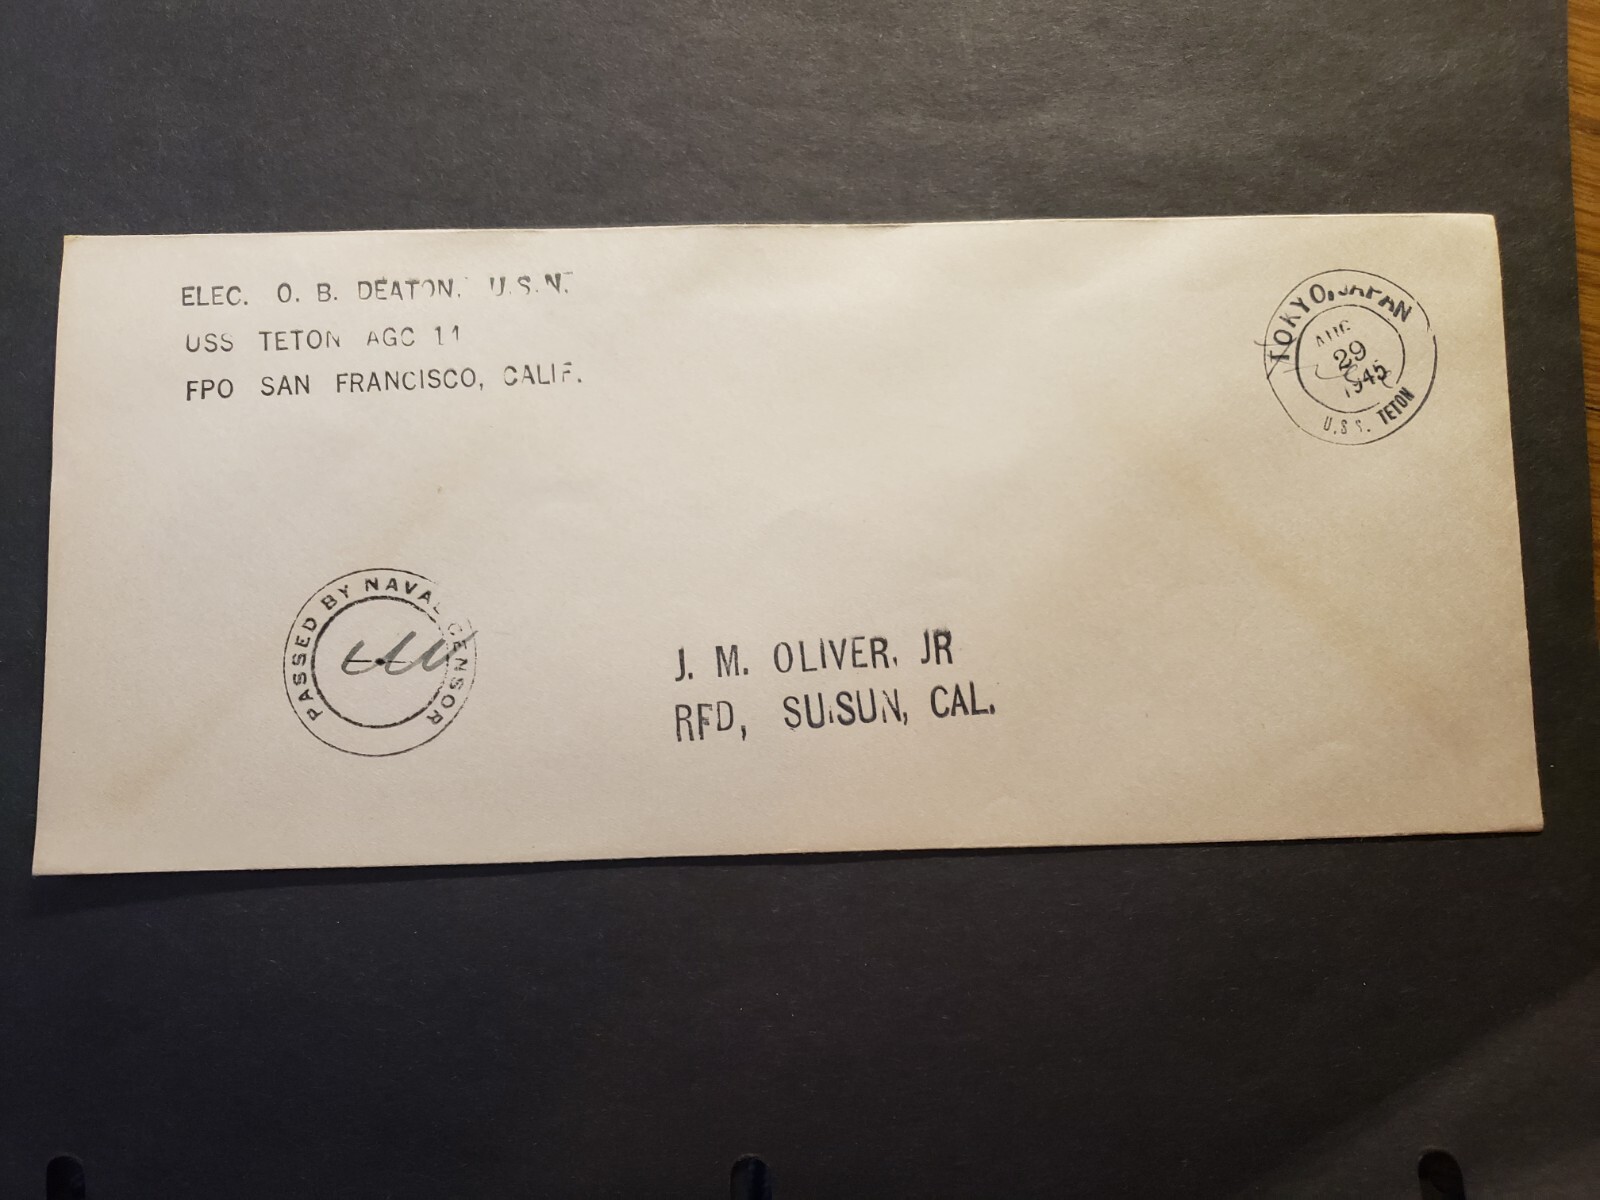 ELEC. O. B. DEATON. U.S.N.
USS TETON AGC 11
FPO SAN FRANCISCO, CALIF.
TOKYO, JAPAN
AUG
29
1945
U.S.S. TETON
PASSED BY NAVAL CENSOR
J. M. OLIVER, JR
RFD, SUISUN, CAL.